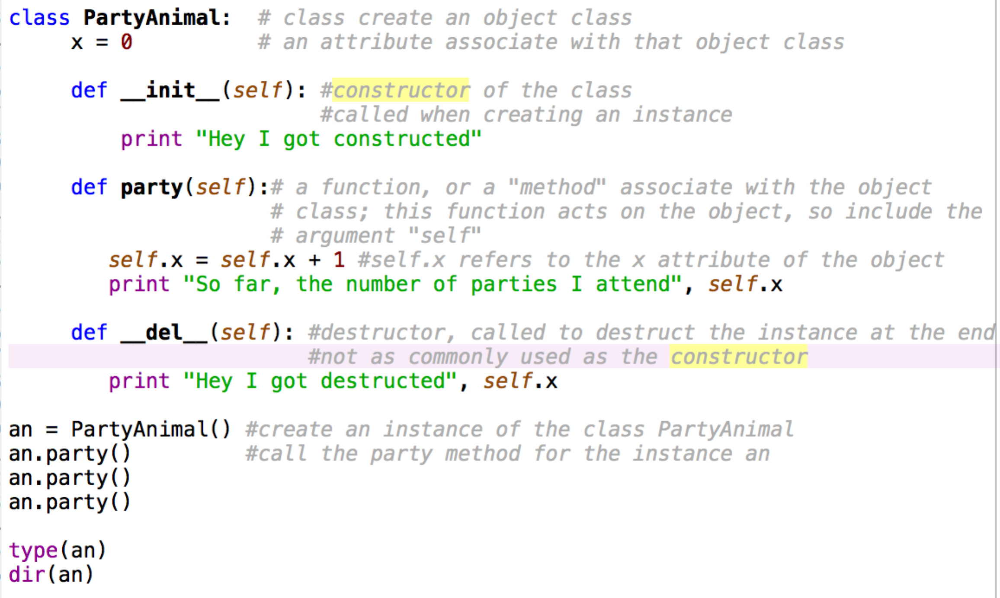 class PartyAnimal:  # class create an object class
     x = 0          # an attribute associate with that object class
     def __init__(self): #constructor of the class
                         #called when creating an instance
         print "Hey I got constructed"
     def party(self):# a function, or a "method" associate with the object
                     # class; this function acts on the object, so include the
                     # argument "self"
        self.x = self.x + 1 #self.x refers to the x attribute of the object
        print "So far, the number of parties I attend", self.x
     def __del__(self): #destructor, called to destruct the instance at the end
                        #not as commonly used as the constructor
        print "Hey I got destructed", self.x
an = PartyAnimal() #create an instance of the class PartyAnimal
an.party()         #call the party method for the instance an
an.party()
an.party()
type(an)
dir(an)